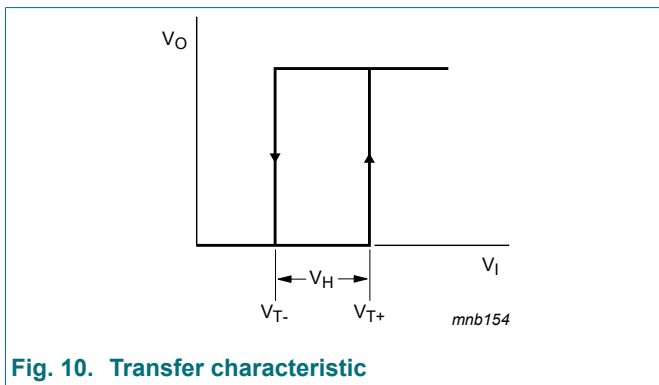 VO
VI
VH
VT-
VT+
mnb154
Fig. 10. Transfer characteristic